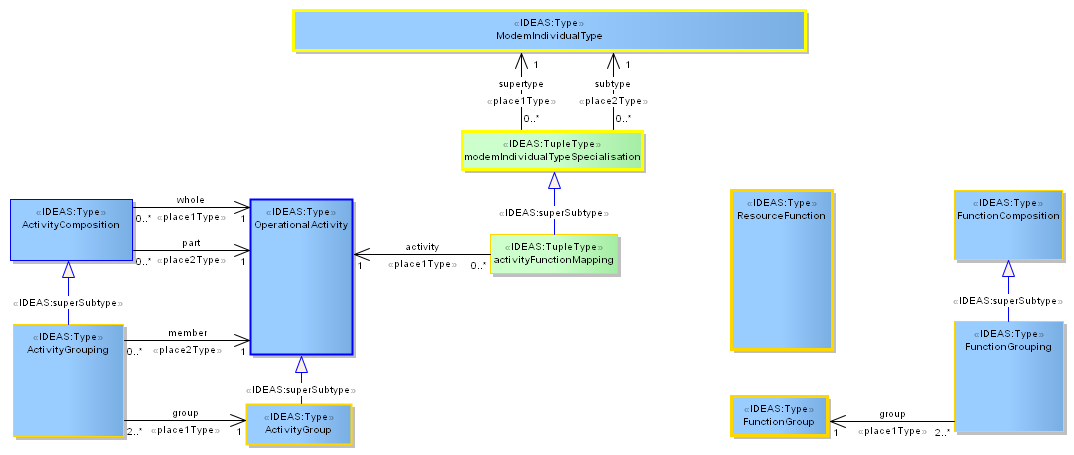 «IDEAS:Type»
ModemIndividualType
1
1
supertype
subtype
«place1Type»
«place2Type»
0..*
0..*
«IDEAS:TupleType»
modemIndividualTypeSpecialisation
«IDEAS:superSubtype»
«IDEAS:Type»
ActivityComposition
whole
0..*
«place1Type»
1
part
0..*
«place2Type»
1
«IDEAS:Type»
OperationalActivity
activity
1
«place1Type»
0..*
«IDEAS:TupleType»
activityFunctionMapping
«IDEAS:Type»
ResourceFunction
«IDEAS:Type»
FunctionComposition
«IDEAS:superSubtype»
«IDEAS:superSubtype»
«IDEAS:Type»
ActivityGrouping
member
0..*
«place2Type»
1
«IDEAS:Type»
FunctionGrouping
«IDEAS:superSubtype»
group
2..*
«place1Type»
1
«IDEAS:Type»
ActivityGroup
«IDEAS:Type»
FunctionGroup
group
1
«place1Type»
2..*